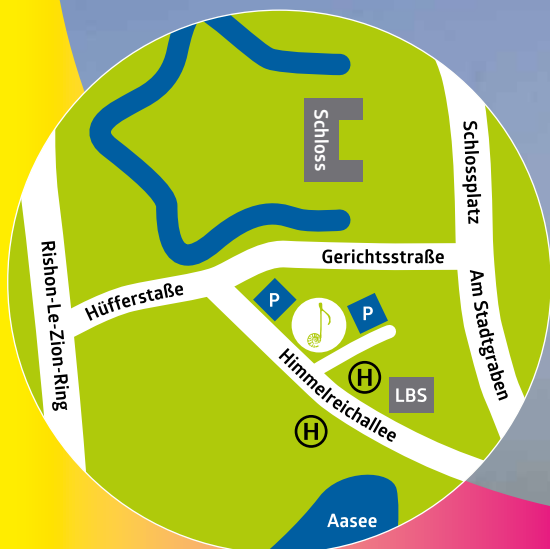 Schloss
Schlossplatz
Gerichtsstraße
Rishon-Le-Zion-Ring
Hüfferstaße
Am Stadtgraben
P
P
Himmelreichallee
H
LBS
H
Aasee